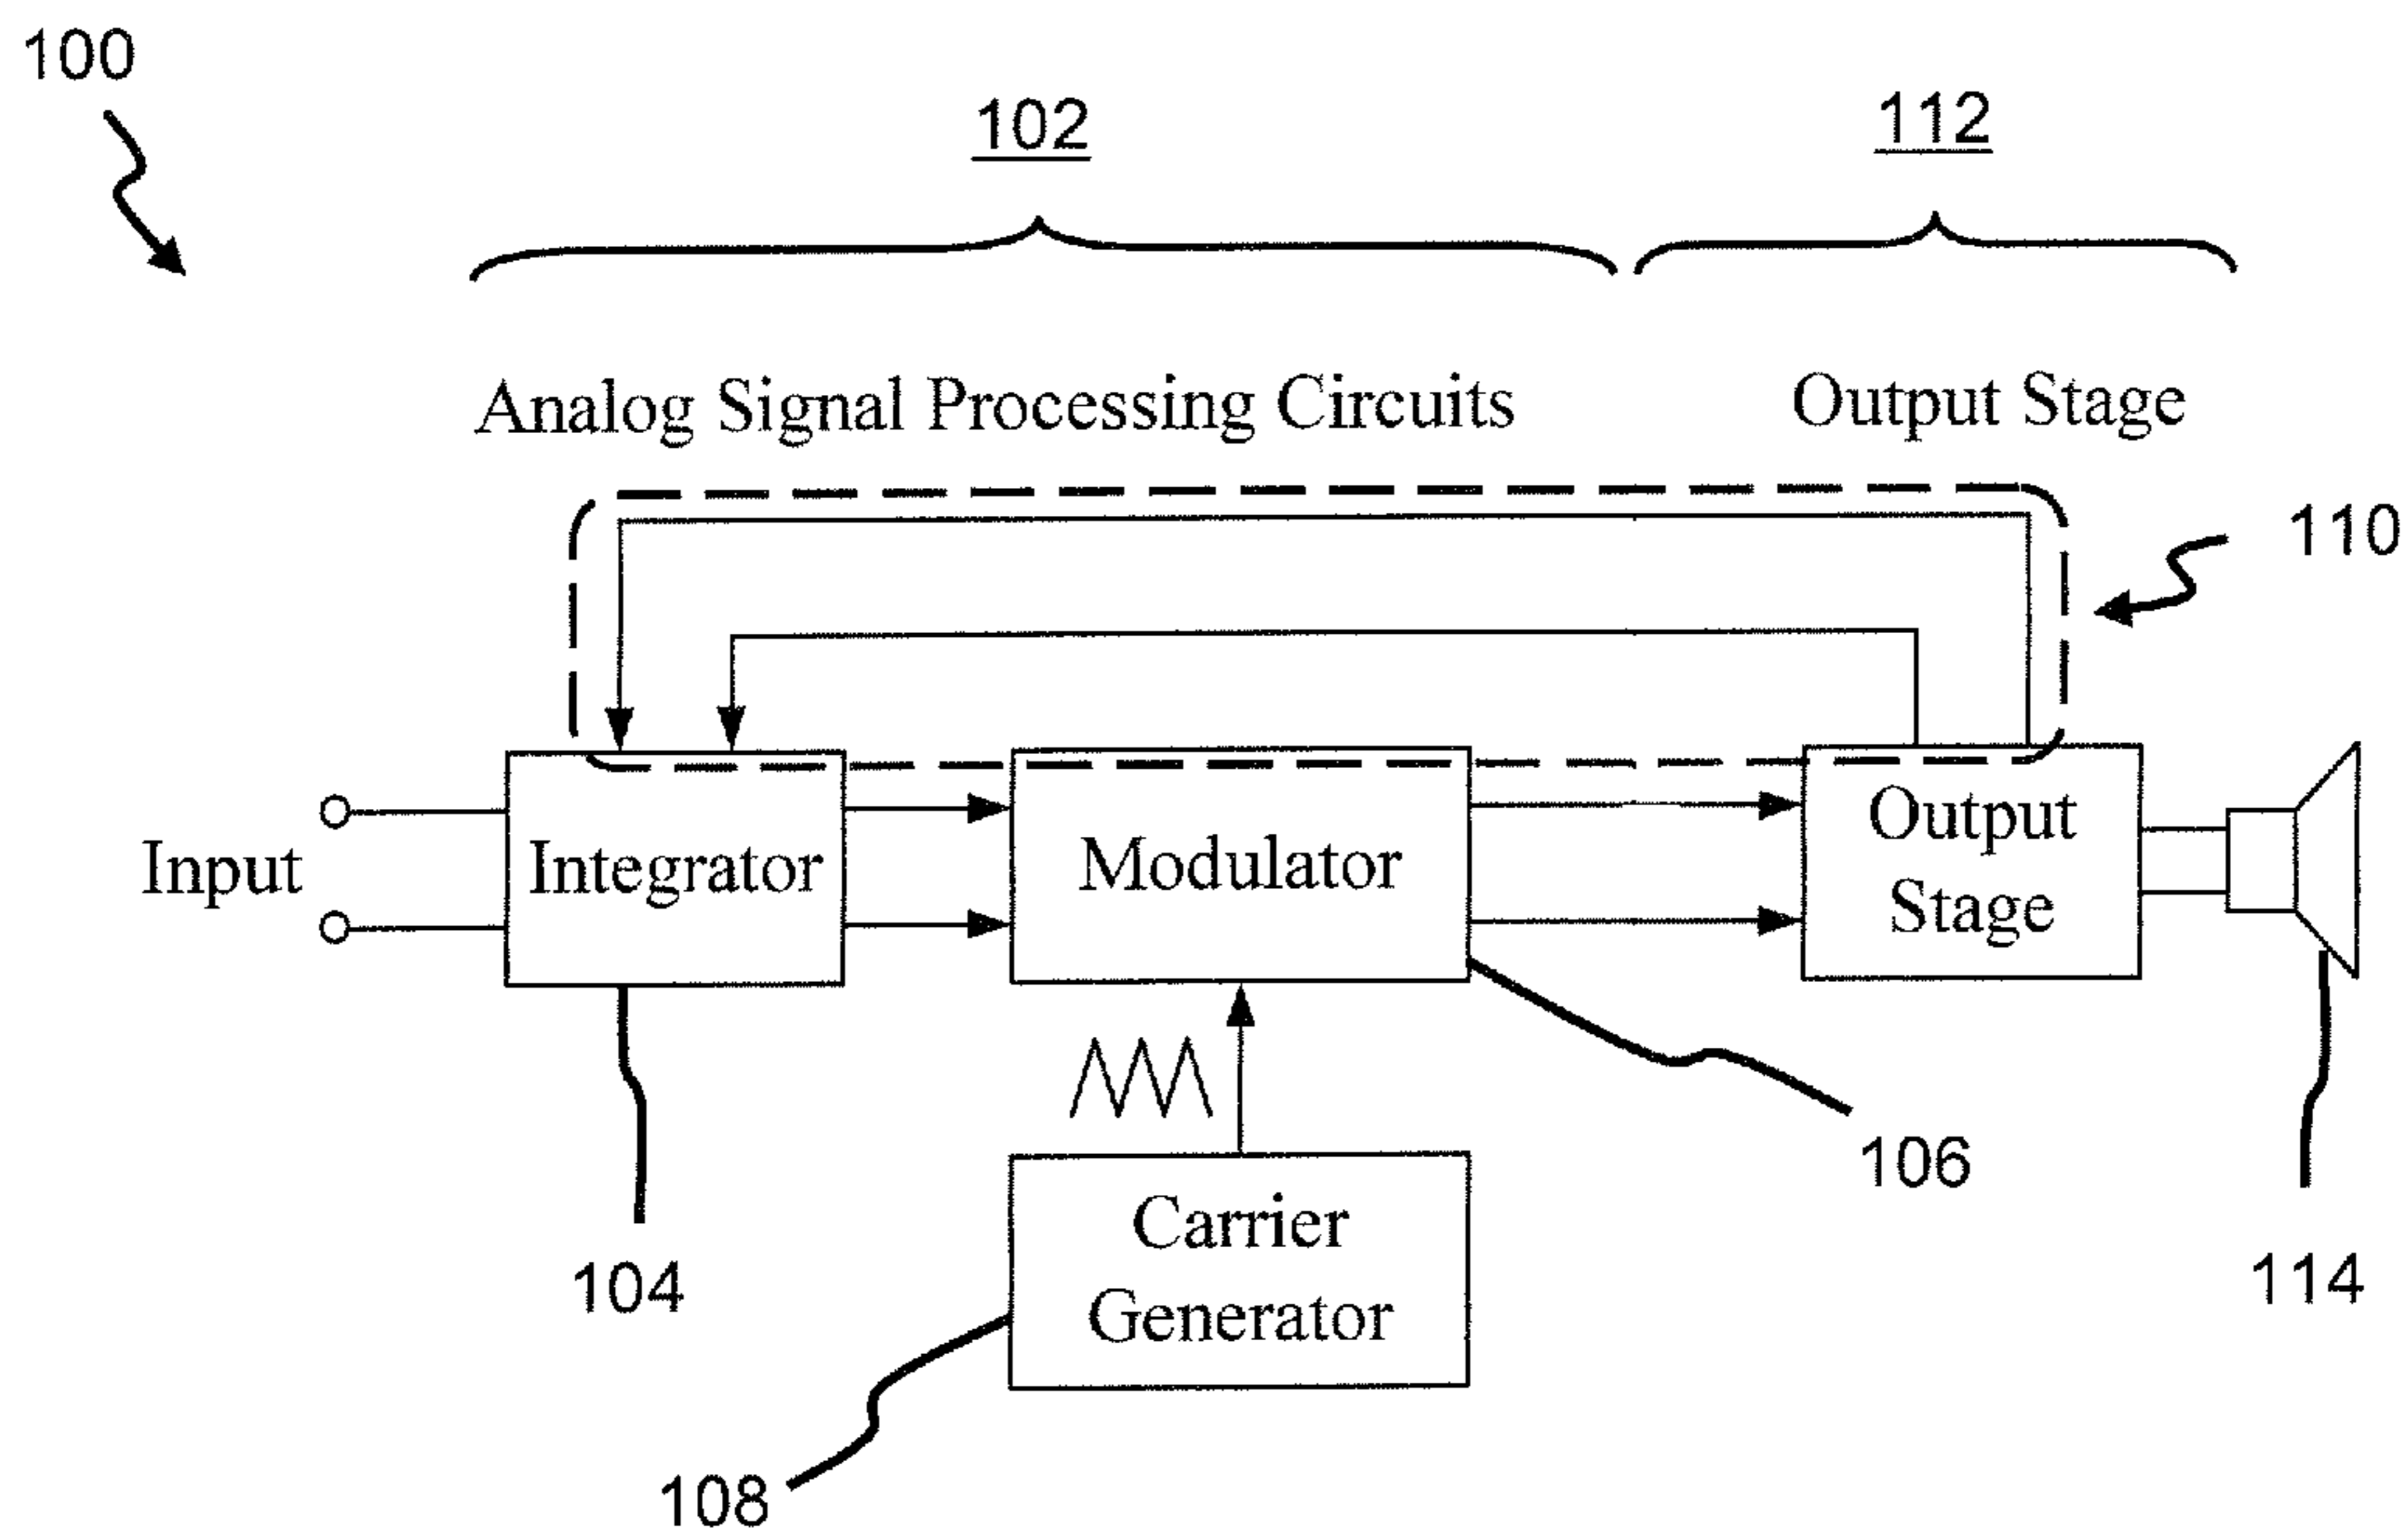 100
102
112
Analog Signal Processing Circuits
Output Stage
110
Input
Integrator
Modulator
Output
Stage
106
Carrier
Generator
104
114
108